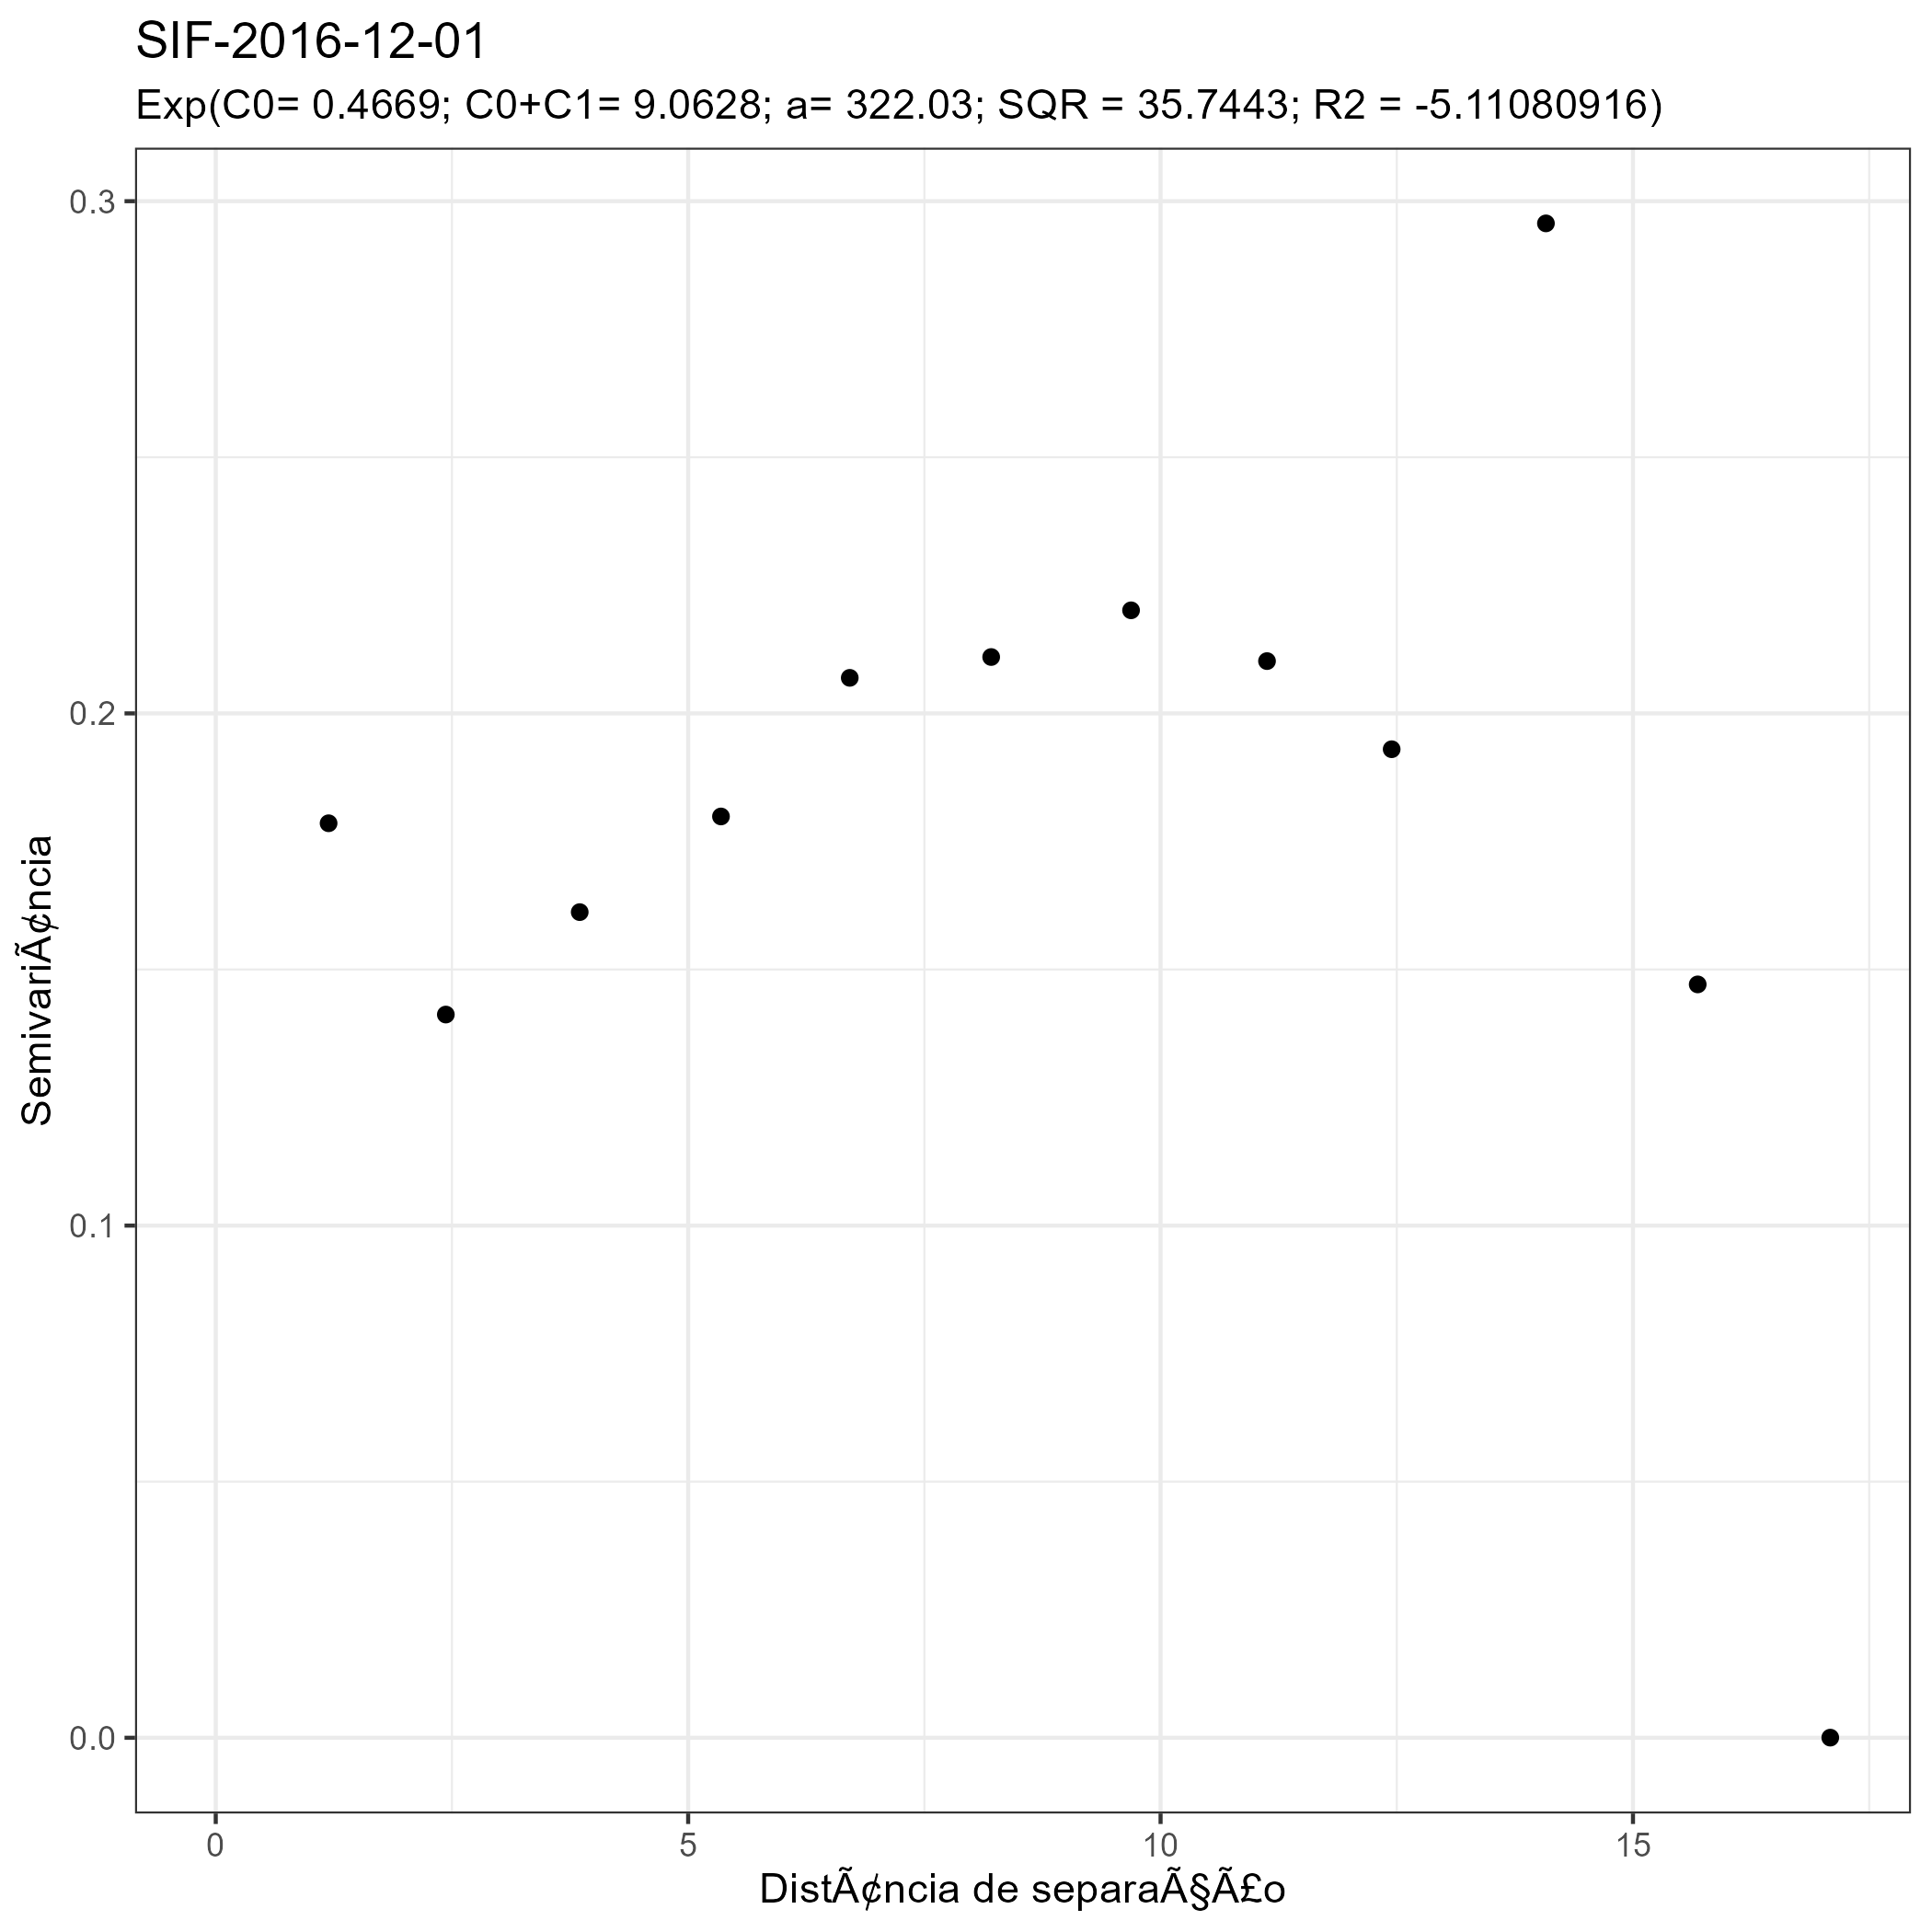 SIF-2016-12-01
Exp(C0= 0.4669; C0+C1= 9.0628; a= 322.03; SQR = 35.7443; R2 = -5.11080916)
0.3
0.2
0.1
0.0
SemivariÃ¢ncia
0 5 10 15
DistÃ¢ncia de separaÃ§Ã£o